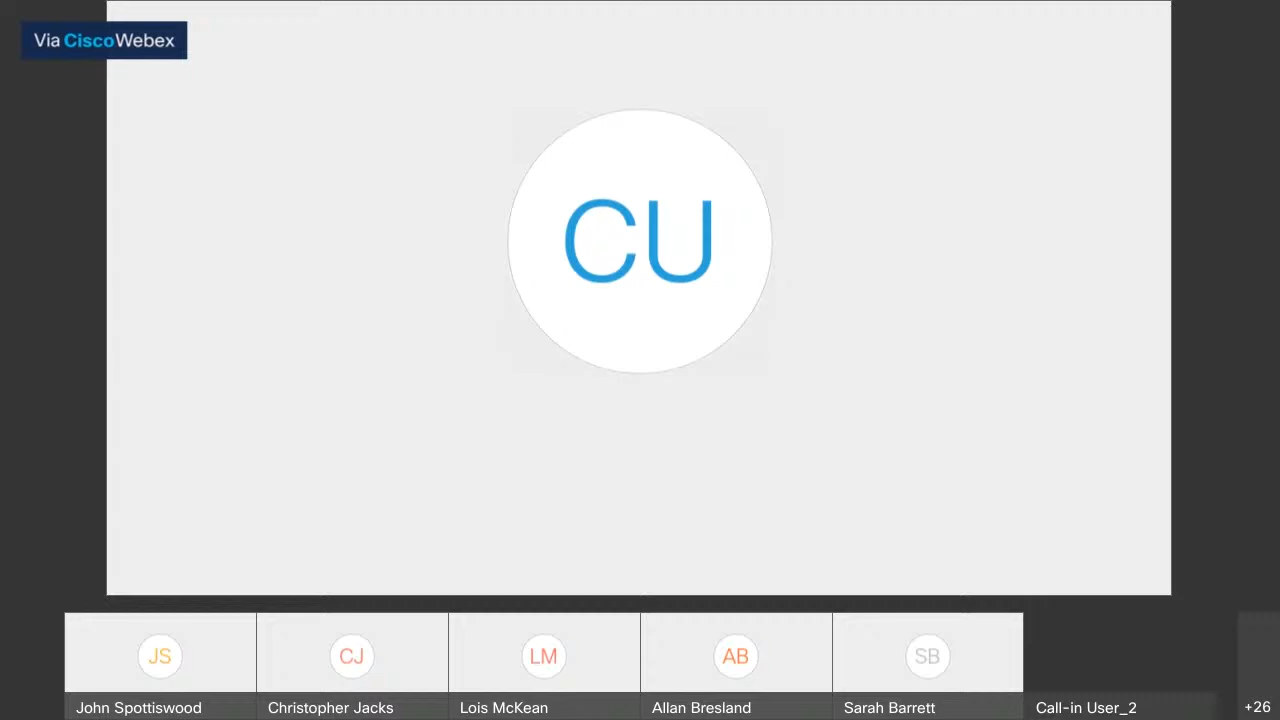 Via CiscoWebex
CU
JS
CJ
LM
AB
SB
John Spottiswood
Christopher Jacks
Lois McKean
Allan Bresland
Sarah Barrett
Call-in User_2
+26